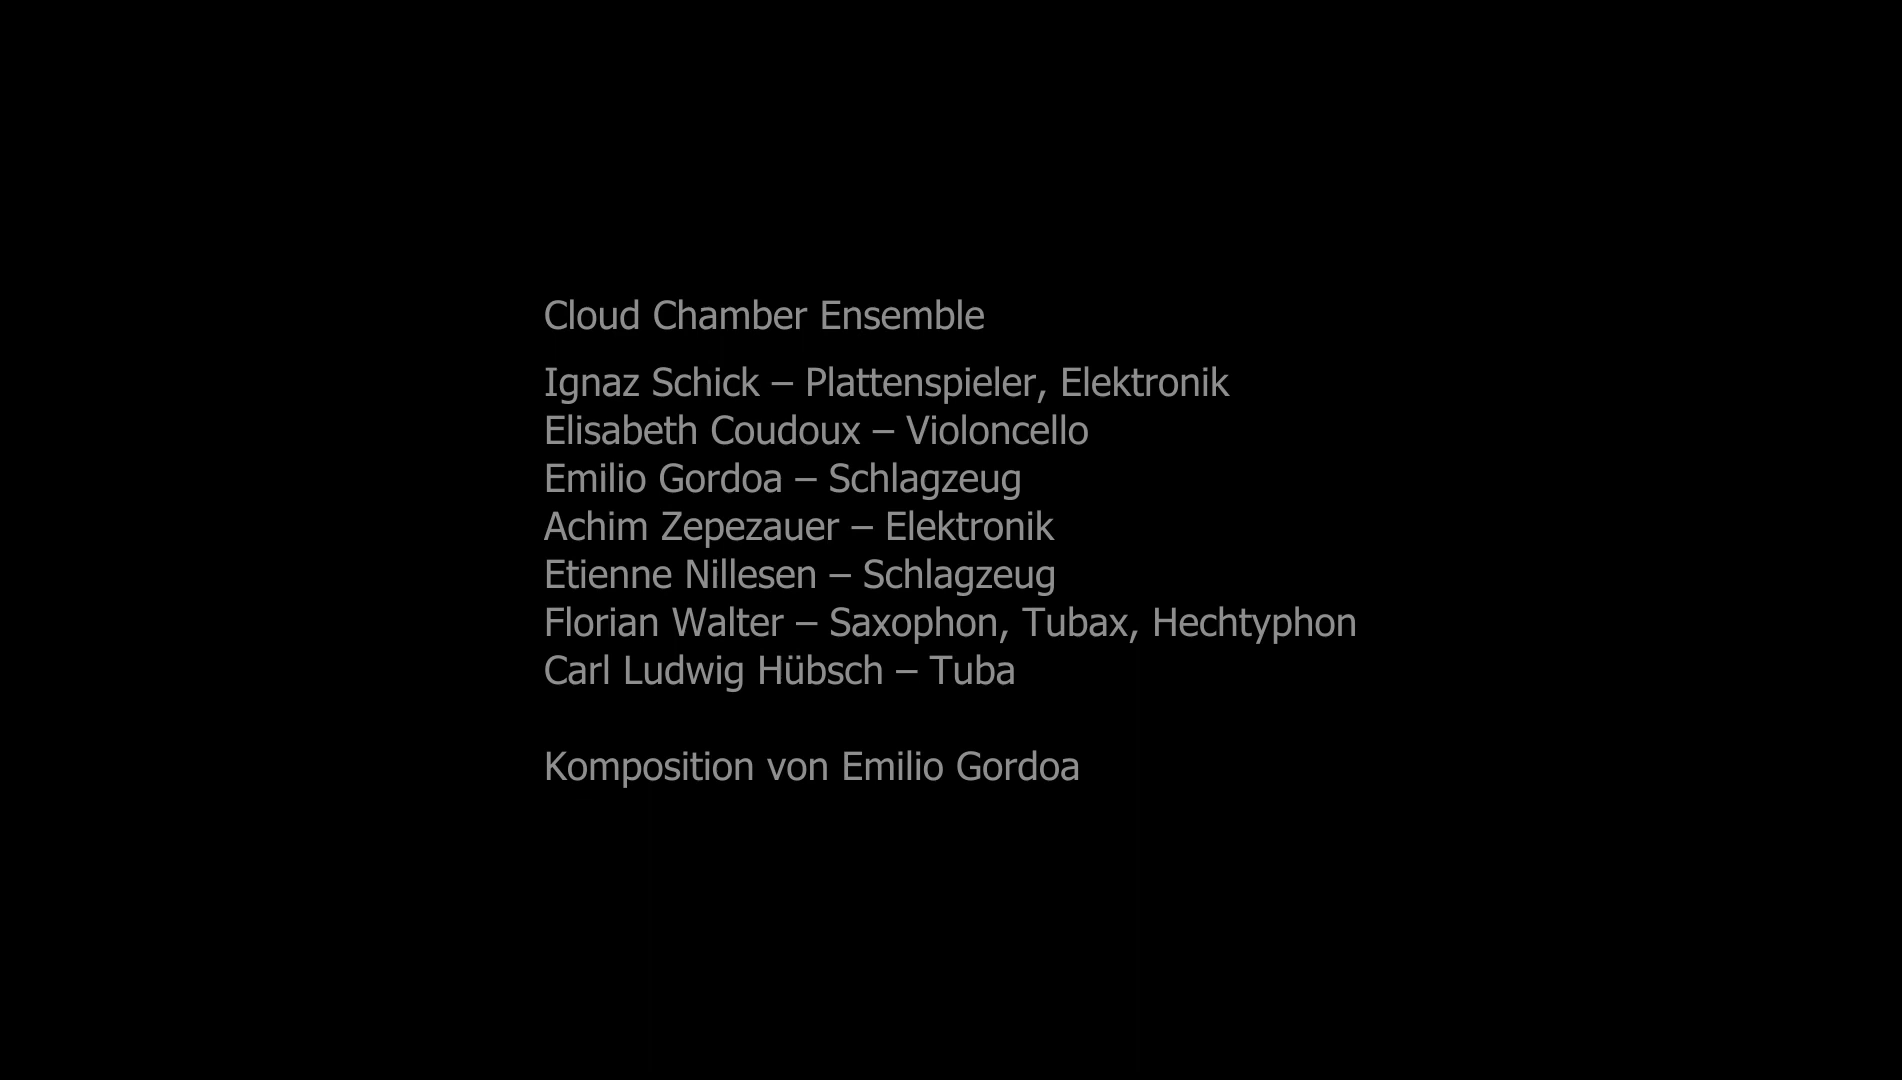 Cloud Chamber Ensemble
Ignaz Schick – Plattenspieler, Elektronik
Elisabeth Coudoux – Violoncello
Emilio Gordoa – Schlagzeug
Achim Zepezauer – Elektronik
Etienne Nillesen – Schlagzeug
Florian Walter – Saxophon, Tubax, Hechtyphon
Carl Ludwig Hübsch – Tuba
Komposition von Emilio Gordoa